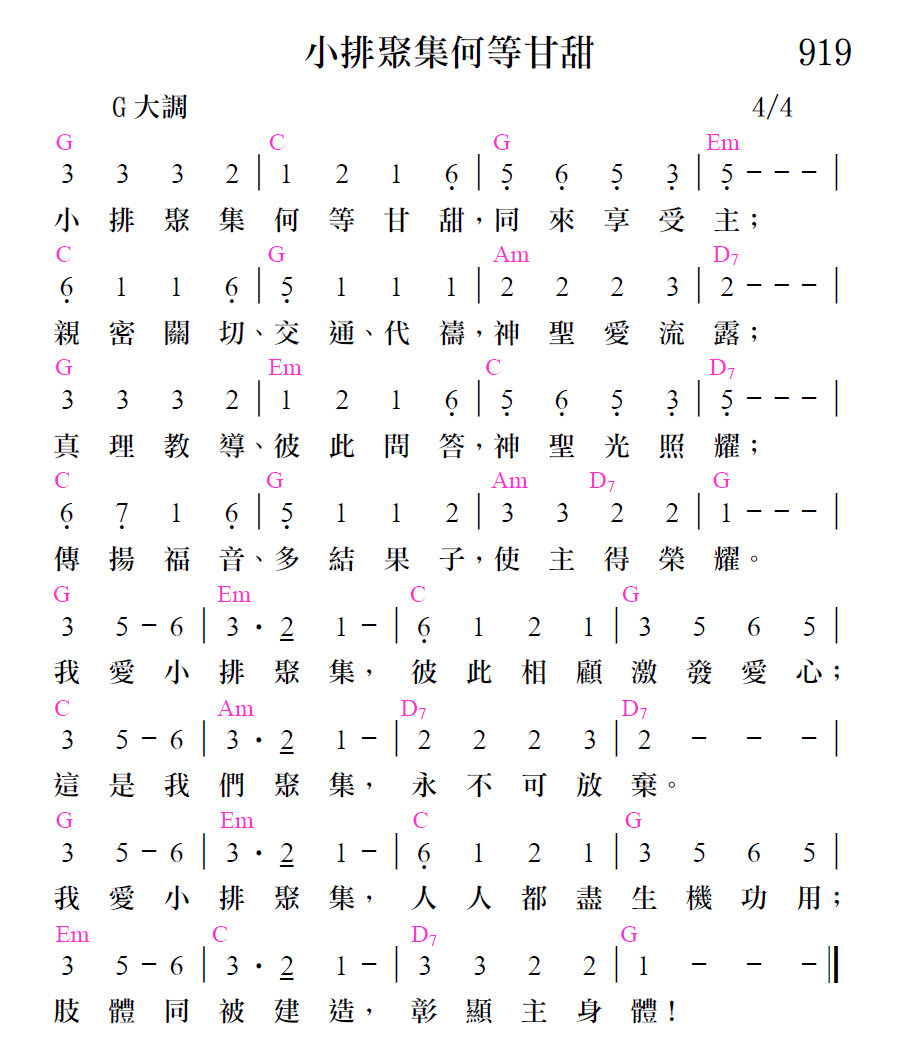 小排聚集何等甘甜 919
G 大調 4/4
G C G Em
3 3 3 2 | 1 2 1 6̣ | 5̣ 6̣ 5̣ 3̣ | 5̣ - - - |
小排聚集何等甘甜，同來享受主；
C G Am D7
6̣ 1 1 6̣ | 5̣ 1 1 1 | 2 2 2 3 | 2 - - - |
親密關切、交通、代禱，神聖愛流露；
G Em C D7
3 3 3 2 | 1 2 1 6̣ | 5̣ 6̣ 5̣ 3̣ | 5̣ - - - |
真理教導、彼此問答，神聖光照耀；
C G Am D7 G
6̣ 7̣ 1 6̣ | 5̣ 1 1 2 | 3 3 2 2 | 1 - - - |
傳揚福音、多結果子，使主得榮耀。
G Em C G
3 5 - 6 | 3 · 2̲ 1 - | 6̣ 1 2 1 | 3 5 6 5 |
我愛小排聚集，彼此相顧激發愛心；
C Am D7 D7
3 5 - 6 | 3 · 2̲ 1 - | 2 2 2 3 | 2 - - - |
這是我們聚集，永不可放棄。
G Em C G
3 5 - 6 | 3 · 2̲ 1 - | 6̣ 1 2 1 | 3 5 6 5 |
我愛小排聚集，人人都盡生機功用；
Em C D7 G
3 5 - 6 | 3 · 2̲ 1 - | 3 3 2 2 | 1 - - - ‖
肢體同被建造，彰顯主身體！